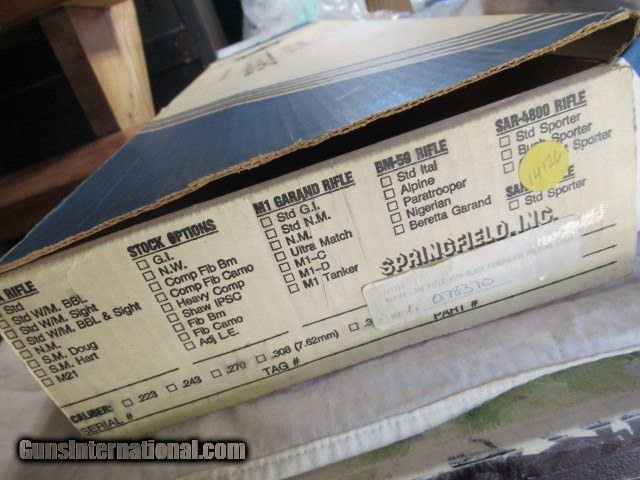 RIFLE
Std
Std W/M. BBL
Std W/M. Sight
Std W/M. BBL & Sight
N.M.
S.M. Doug
S.M. Hart
M21
STOCK OPTIONS
G.I.
N.W.
Comp Fib Brn
Comp Fib Camo
Heavy Comp
Shaw IPSC
Fib Brn
Fib Camo
Adj L.E.
M1 GARAND RIFLE
Std G.I.
Std N.M.
N.M.
Ultra Match
M1-C
M1-D
M1 Tanker
BM-59 RIFLE
Std Ital
Alpine
Paratrooper
Nigerian
Beretta Garand
SAR-4800 RIFLE
Std Sporter
Sporter
14126
RIFLE
Std Sporter
SPRINGFIELD, INC.
078370
CALIBER: .223 .243 .270 .308 (7.62mm)
SERIAL # TAG # PART #
GunsInternational.com